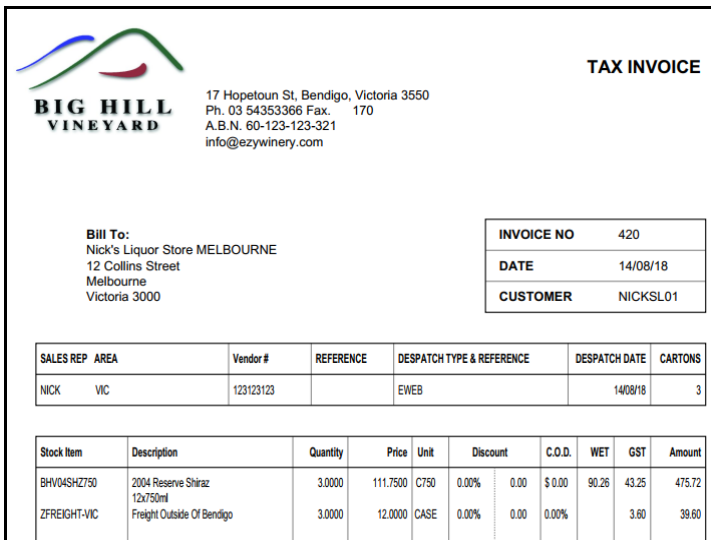 TAX INVOICE
BIG HILL
VINEYARD
17 Hopetoun St, Bendigo, Victoria 3550
Ph. 03 54353366 Fax. 170
A.B.N. 60-123-123-321
info@ezywinery.com
Bill To:
Nick's Liquor Store MELBOURNE
12 Collins Street
Melbourne
Victoria 3000
INVOICE NO 420
DATE 14/08/18
CUSTOMER NICKSL01
SALES REP AREA Vendor # REFERENCE DESPATCH TYPE & REFERENCE DESPATCH DATE CARTONS
NICK VIC 123123123 EWEB 14/08/18 3
Stock Item Description Quantity Price Unit Discount C.O.D. WET GST Amount
BHV04SHZ750 2004 Reserve Shiraz 3.0000 111.7500 C750 0.00% 0.00 $ 0.00 90.26 43.25 475.72
12x750ml
ZFREIGHT-VIC Freight Outside Of Bendigo 3.0000 12.0000 CASE 0.00% 0.00 0.00% 3.60 39.60